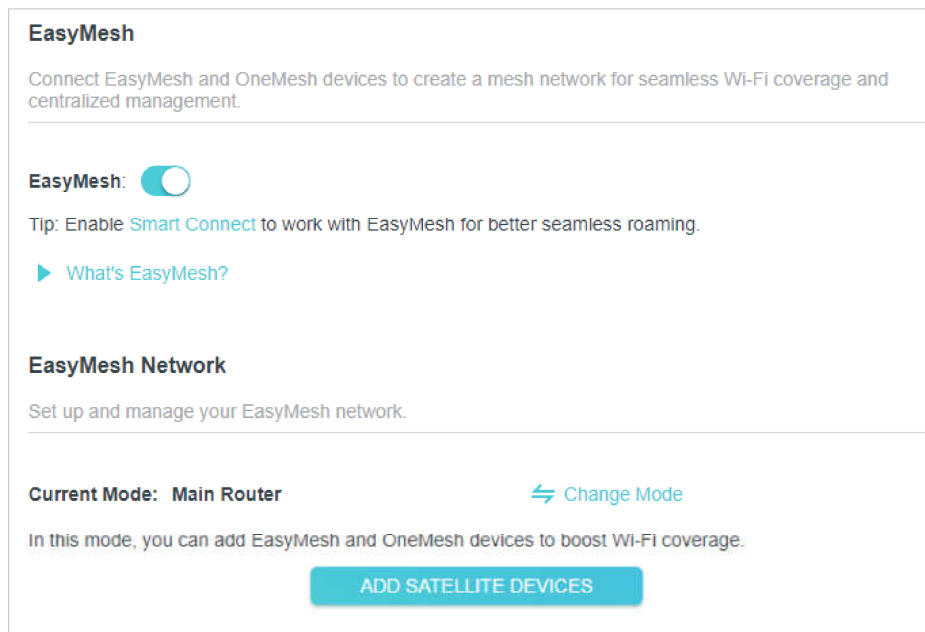 EasyMesh
Connect EasyMesh and OneMesh devices to create a mesh network for seamless Wi-Fi coverage and
centralized management.
EasyMesh:
Tip: Enable Smart Connect to work with EasyMesh for better seamless roaming.
What's EasyMesh?
EasyMesh Network
Set up and manage your EasyMesh network.
Current Mode: Main Router Change Mode
In this mode, you can add EasyMesh and OneMesh devices to boost Wi-Fi coverage.
ADD SATELLITE DEVICES